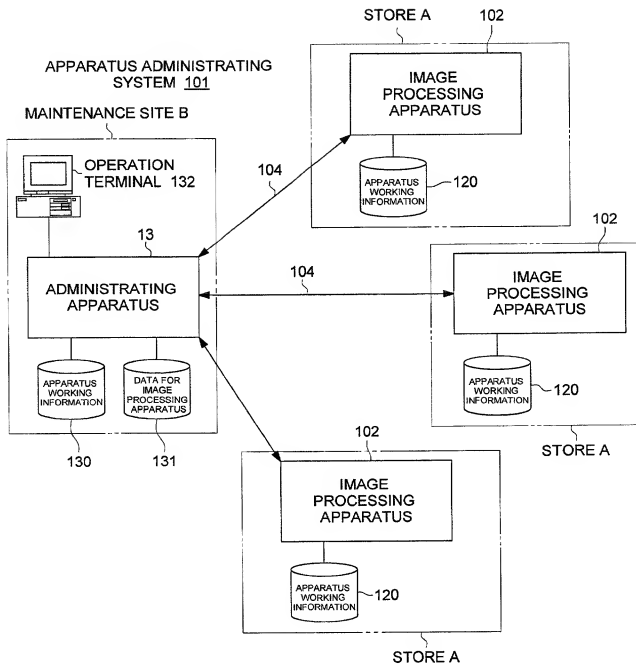 STORE A
102
APPARATUS ADMINISTRATING
SYSTEM 101
IMAGE
PROCESSING
APPARATUS
MAINTENANCE SITE B
OPERATION
TERMINAL 132
104
APPARATUS
WORKING
INFORMATION
120
102
13
104
IMAGE
PROCESSING
APPARATUS
ADMINISTRATING
APPARATUS
APPARATUS
WORKING
INFORMATION
DATA FOR
IMAGE
PROCESSING
APPARATUS
APPARATUS
WORKING
INFORMATION
120
130
131
102
STORE A
IMAGE
PROCESSING
APPARATUS
APPARATUS
WORKING
INFORMATION
120
STORE A